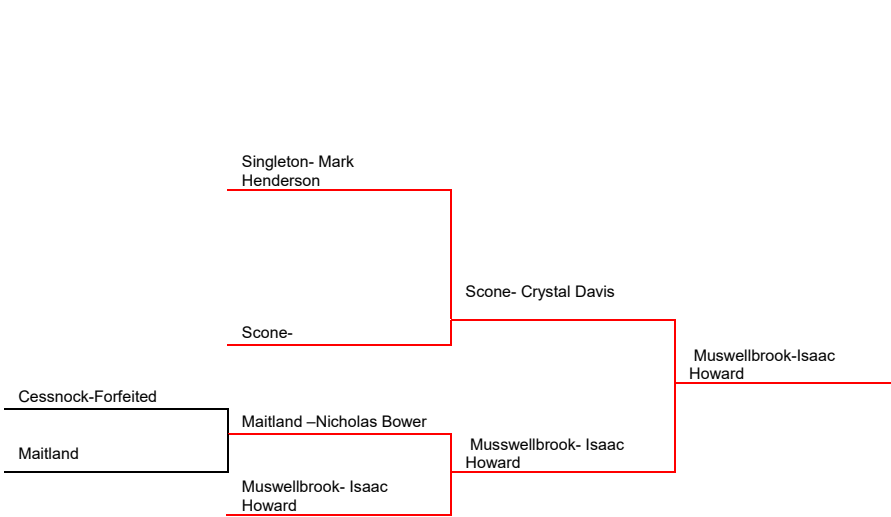 Singleton- Mark
Henderson
Scone- Crystal Davis
Scone-
Muswellbrook-Isaac
Howard
Cessnock-Forfeited
Maitland –Nicholas Bower
Musswellbrook- Isaac
Howard
Maitland
Muswellbrook- Isaac
Howard